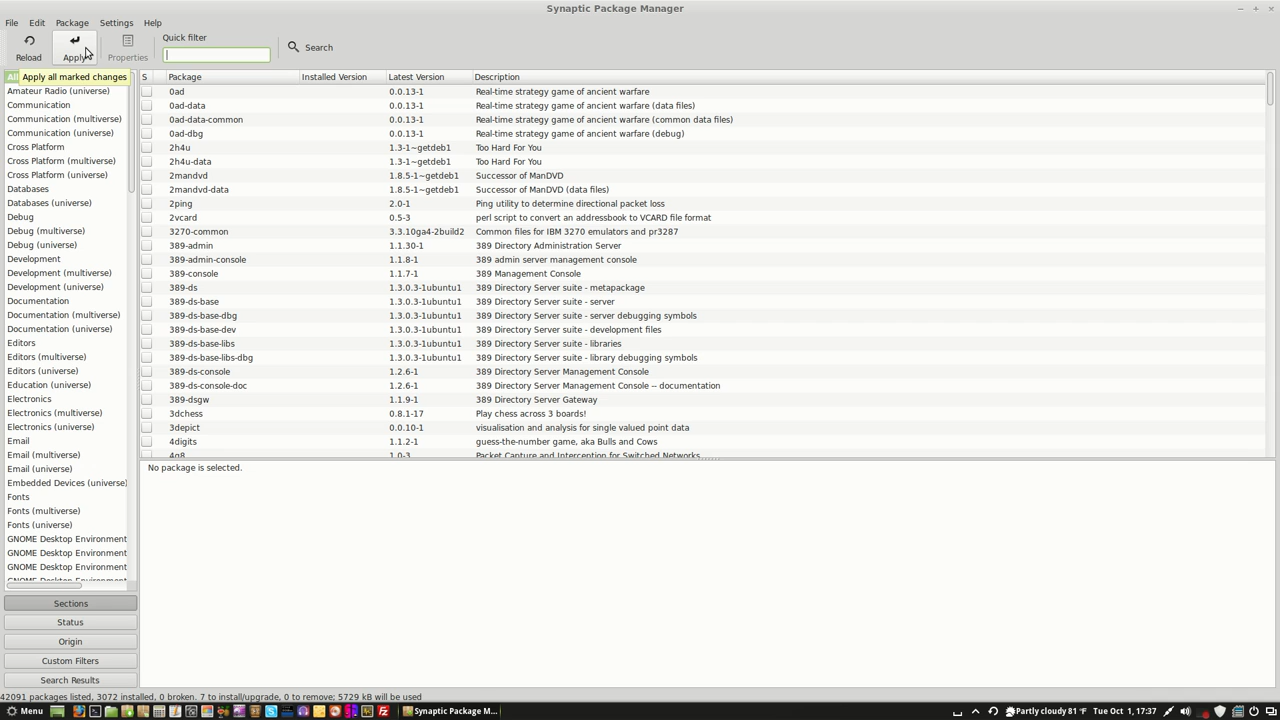 Synaptic Package Manager
File Edit Package Settings Help
Reload Apply Properties Quick filter Search
Apply all marked changes
All
Amateur Radio (universe)
Communication
Communication (multiverse)
Communication (universe)
Cross Platform
Cross Platform (multiverse)
Cross Platform (universe)
Databases
Databases (universe)
Debug
Debug (multiverse)
Debug (universe)
Development
Development (multiverse)
Development (universe)
Documentation
Documentation (multiverse)
Documentation (universe)
Editors
Editors (multiverse)
Editors (universe)
Education (universe)
Electronics
Electronics (multiverse)
Electronics (universe)
Email
Email (multiverse)
Email (universe)
Embedded Devices (universe)
Fonts
Fonts (multiverse)
Fonts (universe)
GNOME Desktop Environment
GNOME Desktop Environment
GNOME Desktop Environment
GNOME Desktop Environment
Sections
Status
Origin
Custom Filters
Search Results
S Package Installed Version Latest Version Description
0ad 0.0.13-1 Real-time strategy game of ancient warfare
0ad-data 0.0.13-1 Real-time strategy game of ancient warfare (data files)
0ad-data-common 0.0.13-1 Real-time strategy game of ancient warfare (common data files)
0ad-dbg 0.0.13-1 Real-time strategy game of ancient warfare (debug)
2h4u 1.3-1~getdeb1 Too Hard For You
2h4u-data 1.3-1~getdeb1 Too Hard For You
2mandvd 1.8.5-1~getdeb1 Successor of ManDVD
2mandvd-data 1.8.5-1~getdeb1 Successor of ManDVD (data files)
2ping 2.0-1 Ping utility to determine directional packet loss
2vcard 0.5-3 perl script to convert an addressbook to VCARD file format
3270-common 3.3.10ga4-2build2 Common files for IBM 3270 emulators and pr3287
389-admin 1.1.30-1 389 Directory Administration Server
389-admin-console 1.1.8-1 389 admin server management console
389-console 1.1.7-1 389 Management Console
389-ds 1.3.0.3-1ubuntu1 389 Directory Server suite - metapackage
389-ds-base 1.3.0.3-1ubuntu1 389 Directory Server suite - server
389-ds-base-dbg 1.3.0.3-1ubuntu1 389 Directory Server suite - server debugging symbols
389-ds-base-dev 1.3.0.3-1ubuntu1 389 Directory Server suite - development files
389-ds-base-libs 1.3.0.3-1ubuntu1 389 Directory Server suite - libraries
389-ds-base-libs-dbg 1.3.0.3-1ubuntu1 389 Directory Server suite - library debugging symbols
389-ds-console 1.2.6-1 389 Directory Server Management Console
389-ds-console-doc 1.2.6-1 389 Directory Server Management Console -- documentation
389-dsgw 1.1.9-1 389 Directory Server Gateway
3dchess 0.8.1-17 Play chess across 3 boards!
3depict 0.0.10-1 visualisation and analysis for single valued point data
4digits 1.1.2-1 guess-the-number game, aka Bulls and Cows
4g8 1.0-3 Packet Capture and Interception for Switched Networks
No package is selected.
42091 packages listed, 3072 installed, 0 broken. 7 to install/upgrade, 0 to remove; 5729 kB will be used
Menu Synaptic Package M... Partly cloudy 81 °F Tue Oct 1, 17:37